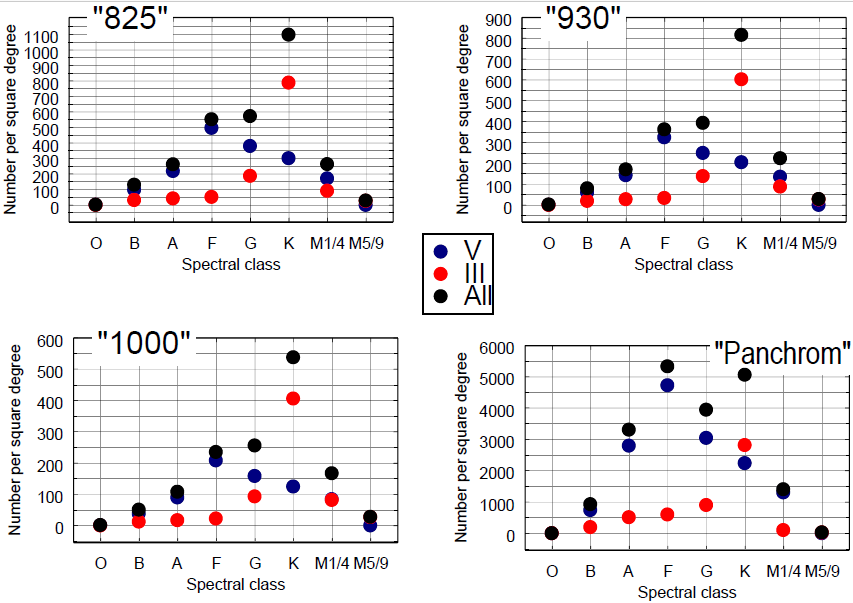 "825"
Number per square degree
1100
1000
900
800
700
600
500
400
300
200
100
0
O B A F G K M1/4 M5/9
Spectral class
"930"
Number per square degree
900
800
700
600
500
400
300
200
100
0
O B A F G K M1/4 M5/9
Spectral class
V
III
All
"1000"
Number per square degree
600
500
400
300
200
100
0
O B A F G K M1/4 M5/9
Spectral class
"Panchrom"
Number per square degree
6000
5000
4000
3000
2000
1000
0
O B A F G K M1/4 M5/9
Spectral class